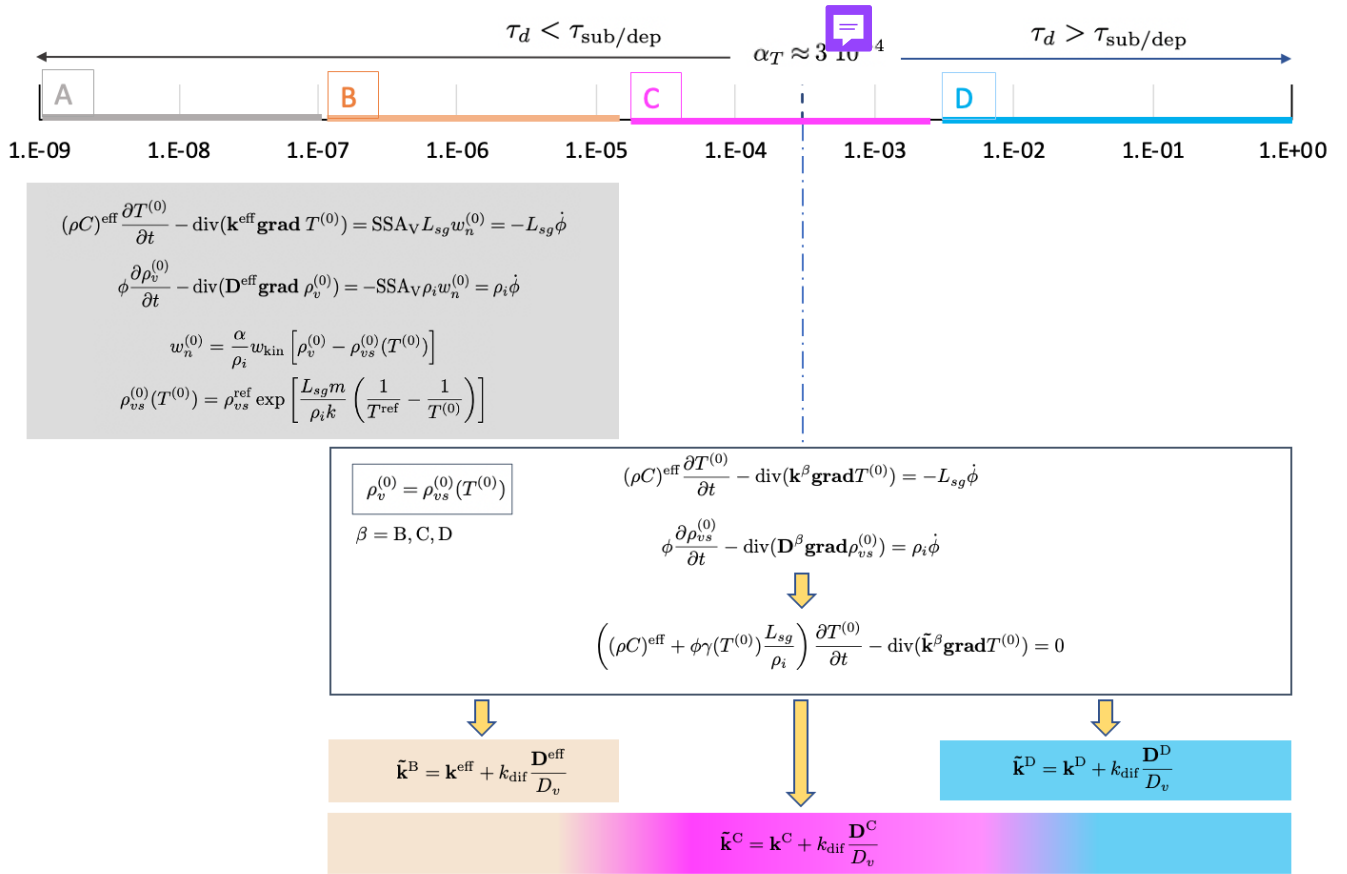 τ_d < τ_sub/dep
α_T ≈ 3 10 4
τ_d > τ_sub/dep
A B C D
1.E-09 1.E-08 1.E-07 1.E-06 1.E-05 1.E-04 1.E-03 1.E-02 1.E-01 1.E+00
(ρC)^eff ∂T^(0)/∂t − div(k^eff grad T^(0)) = SSA_V L_sg w_n^(0) = −L_sg φ̇
φ ∂ρ_v^(0)/∂t − div(D^eff grad ρ_v^(0)) = −SSA_V ρ_i w_n^(0) = ρ_i φ̇
w_n^(0) = α/ρ_i w_kin [ρ_v^(0) − ρ_vs^(0)(T^(0))]
ρ_vs^(0)(T^(0)) = ρ_vs^ref exp [L_sg m/ρ_i k (1/T^ref − 1/T^(0))]
ρ_v^(0) = ρ_vs^(0)(T^(0))
(ρC)^eff ∂T^(0)/∂t − div(k^β grad T^(0)) = −L_sg φ̇
β = B, C, D
φ ∂ρ_vs^(0)/∂t − div(D^β grad ρ_vs^(0)) = ρ_i φ̇
((ρC)^eff + φγ(T^(0)) L_sg/ρ_i) ∂T^(0)/∂t − div(k̃^β grad T^(0)) = 0
k̃^B = k^eff + k_dif D^eff/D_v
k̃^D = k^D + k_dif D^D/D_v
k̃^C = k^C + k_dif D^C/D_v